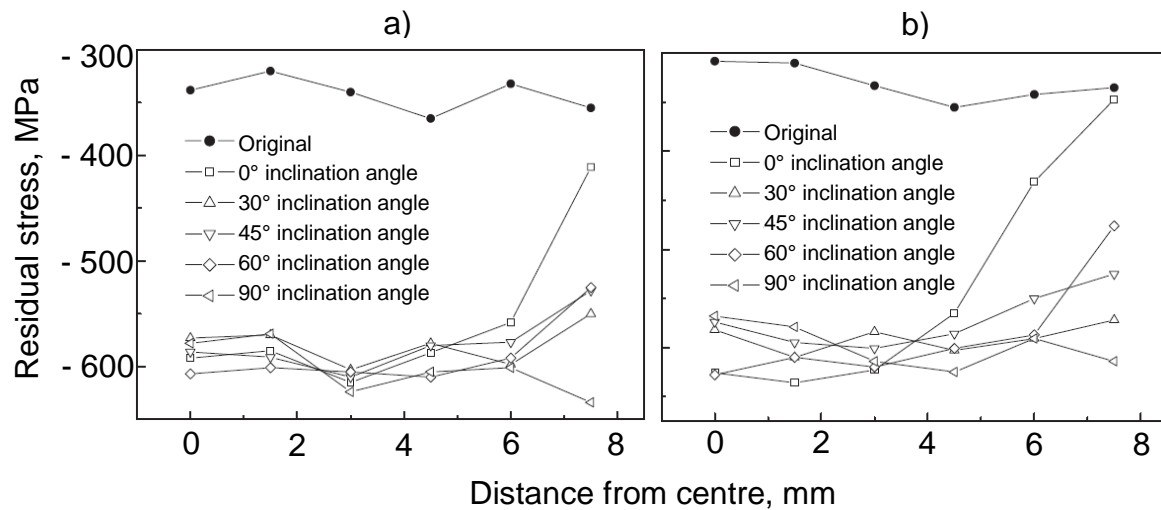 a)
b)
Residual stress, MPa
- 300
- 400
- 500
- 600
Original
0° inclination angle
30° inclination angle
45° inclination angle
60° inclination angle
90° inclination angle
0 2 4 6 8
Original
0° inclination angle
30° inclination angle
45° inclination angle
60° inclination angle
90° inclination angle
0 2 4 6 8
Distance from centre, mm